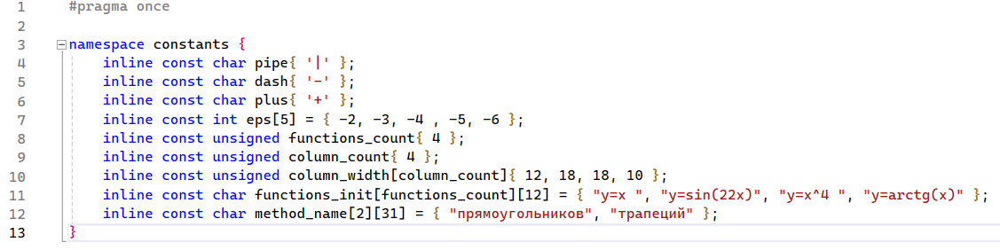 1 #pragma once
2
3 namespace constants {
4 inline const char pipe{ '|' };
5 inline const char dash{ '-' };
6 inline const char plus{ '+' };
7 inline const int eps[5] = { -2, -3, -4 , -5, -6 };
8 inline const unsigned functions_count{ 4 };
9 inline const unsigned column_count{ 4 };
10 inline const unsigned column_width[column_count]{ 12, 18, 18, 10 };
11 inline const char functions_init[functions_count][12] = { "y=x ", "y=sin(22x)", "y=x^4 ", "y=arctg(x)" };
12 inline const char method_name[2][31] = { "прямоугольников", "трапеций" };
13 }